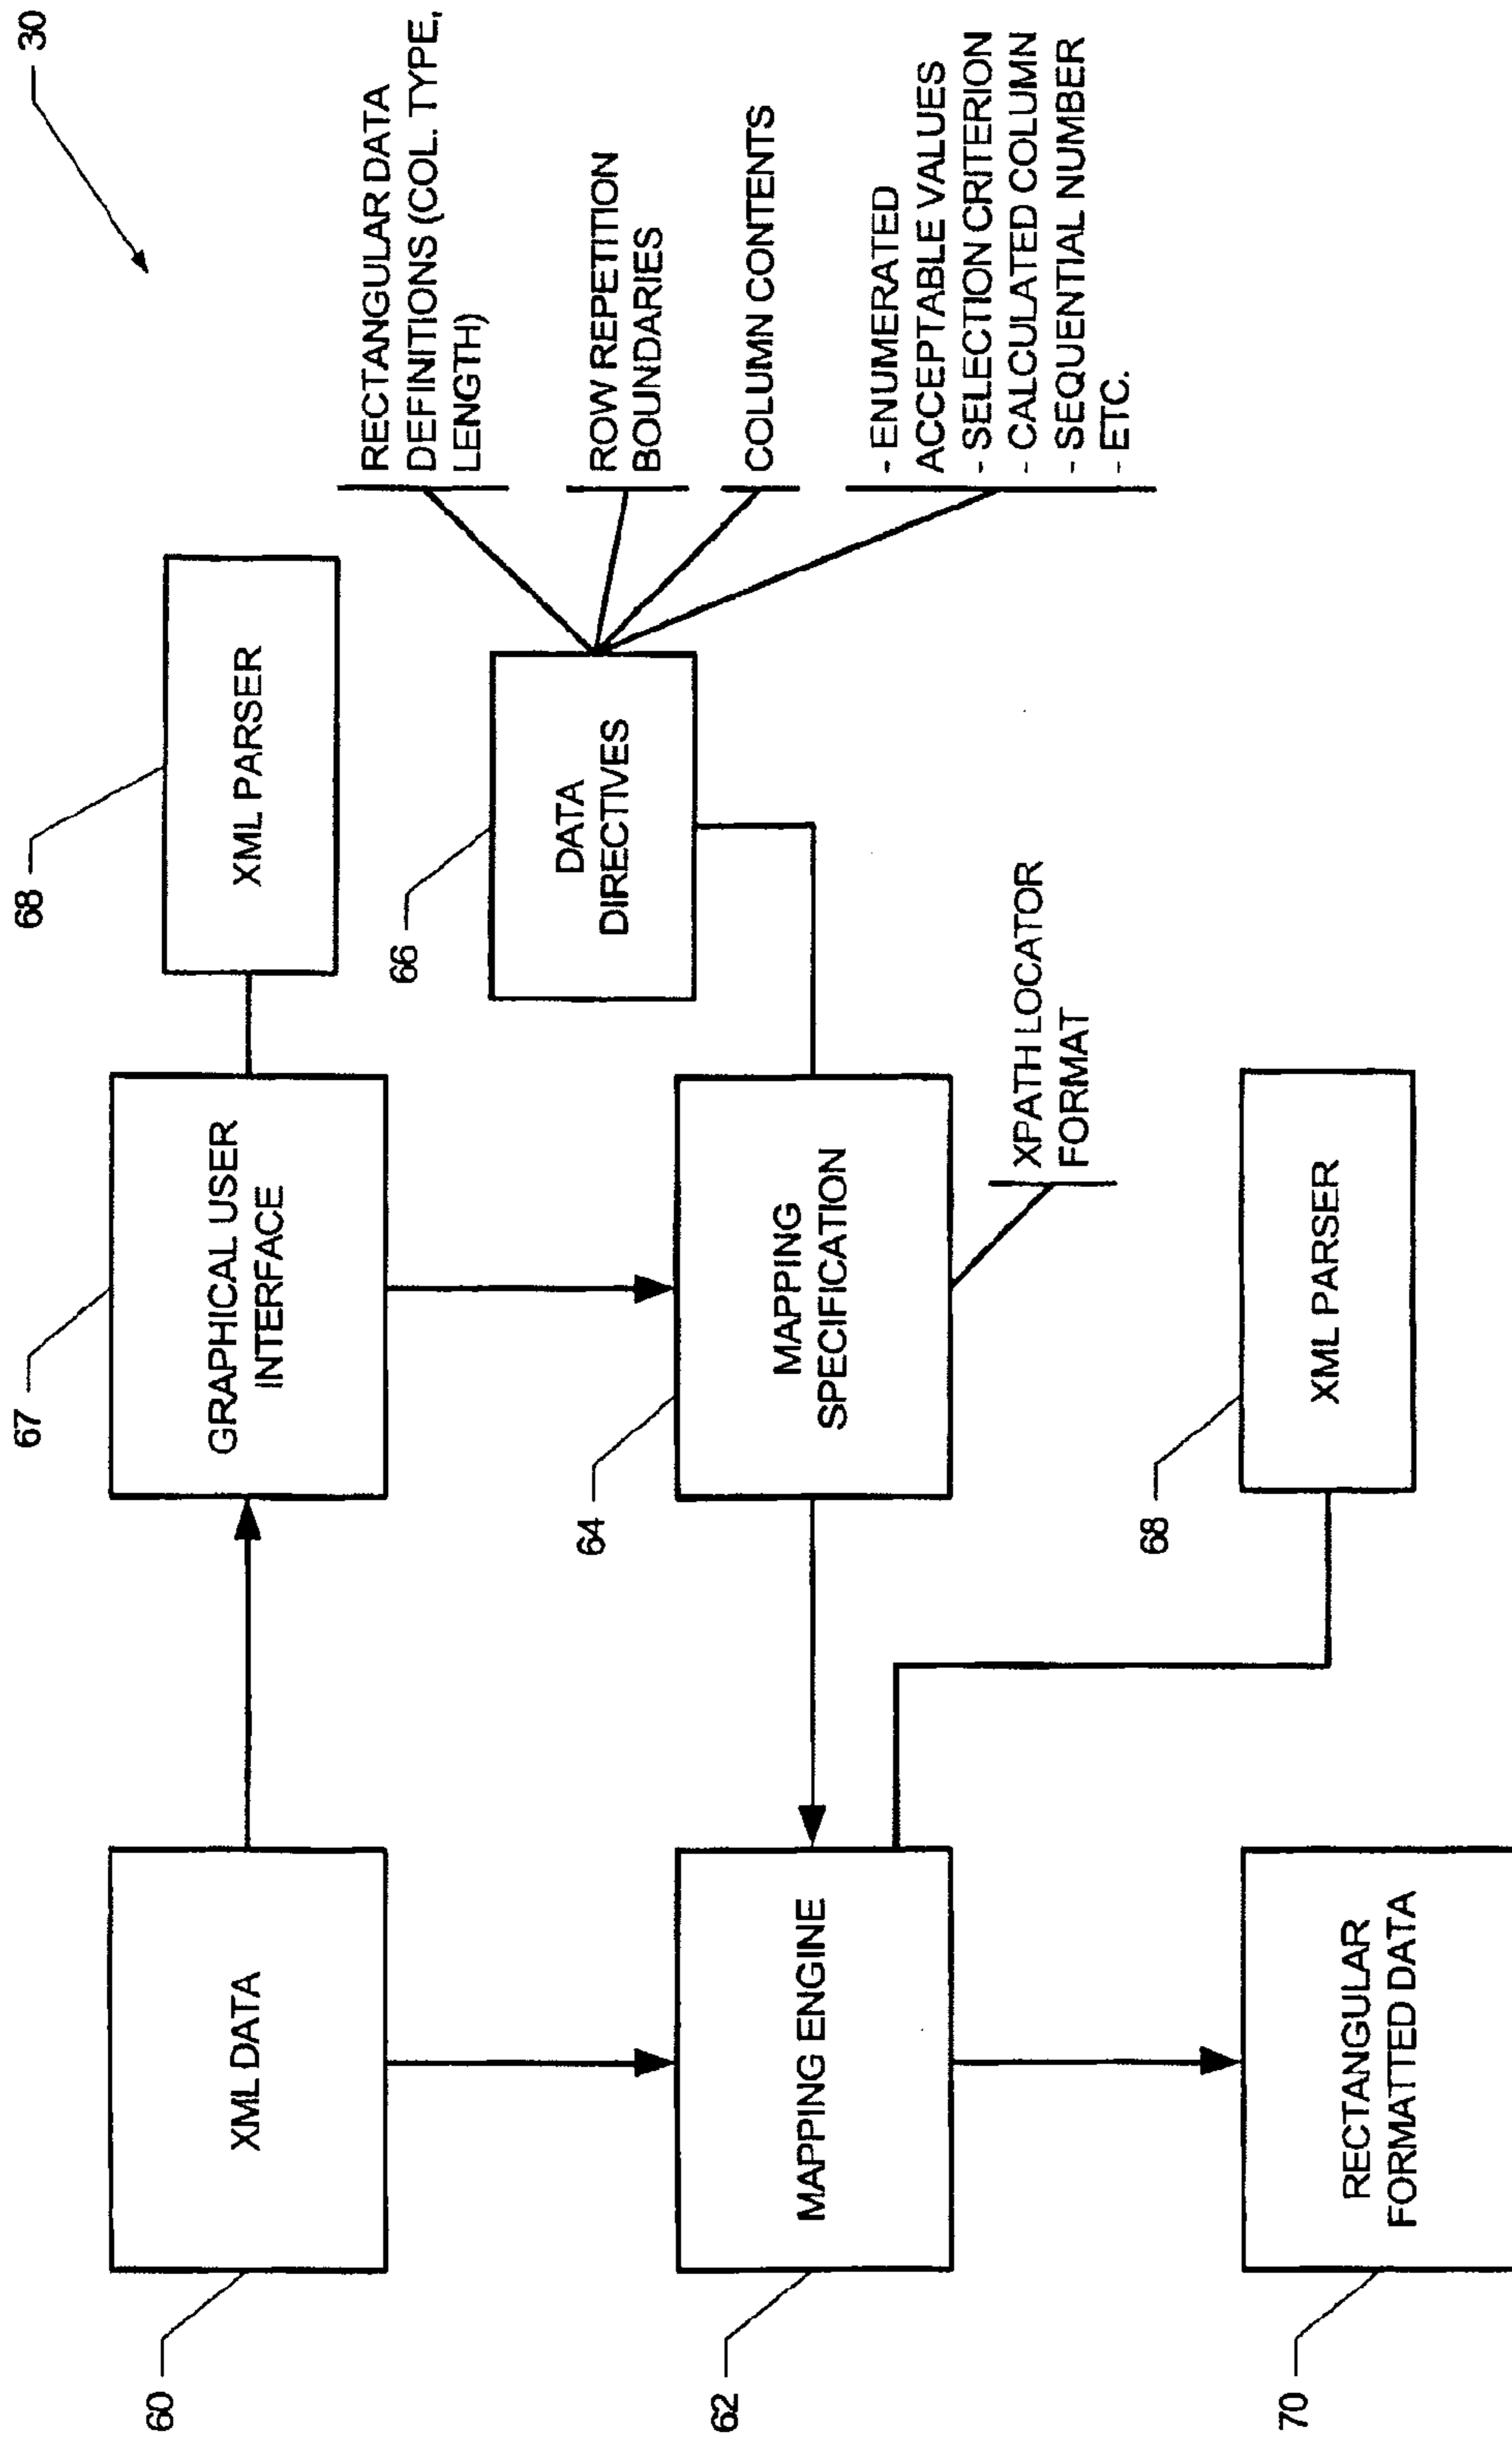 30
60
XML DATA
67
GRAPHICAL USER
INTERFACE
68
XML PARSER
RECTANGULAR DATA
DEFINITIONS (COL. TYPE,
LENGTH)
ROW REPETITION
BOUNDARIES
COLUMN CONTENTS
- ENUMERATED
ACCEPTABLE VALUES
- SELECTION CRITERION
- CALCULATED COLUMN
- SEQUENTIAL NUMBER
- ETC.
66
DATA
DIRECTIVES
62
MAPPING ENGINE
64
MAPPING
SPECIFICATION
XPATH LOCATOR
FORMAT
68
XML PARSER
70
RECTANGULAR
FORMATTED DATA